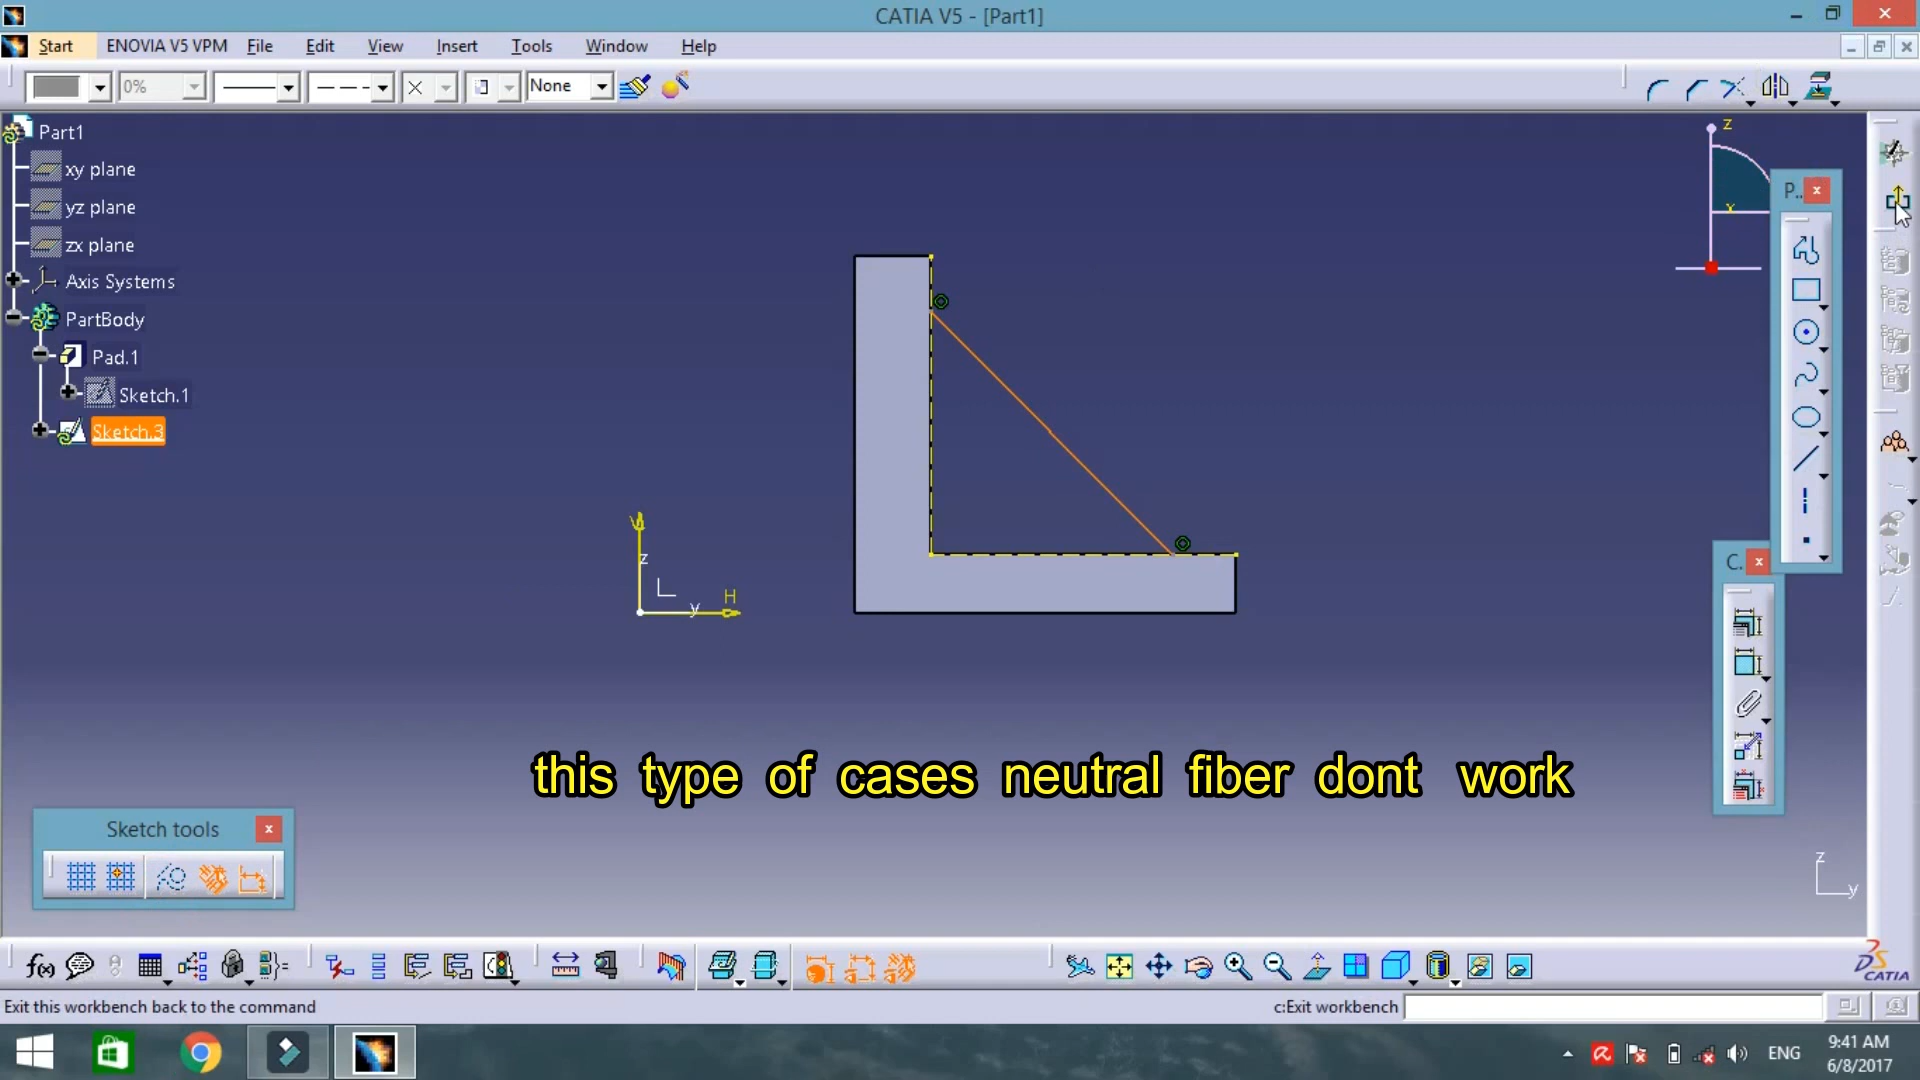 CATIA V5 - [Part1]
Start ENOVIA V5 VPM File Edit View Insert Tools Window Help
0% None
Part1
xy plane
yz plane
zx plane
Axis Systems
PartBody
Pad.1
Sketch.1
Sketch.3
z
x
P..
V
z
H
y
C.
this type of cases neutral fiber dont work
Sketch tools
z
y
f(x)
DS
CATIA
Exit this workbench back to the command
c:Exit workbench
ENG
9:41 AM
6/8/2017